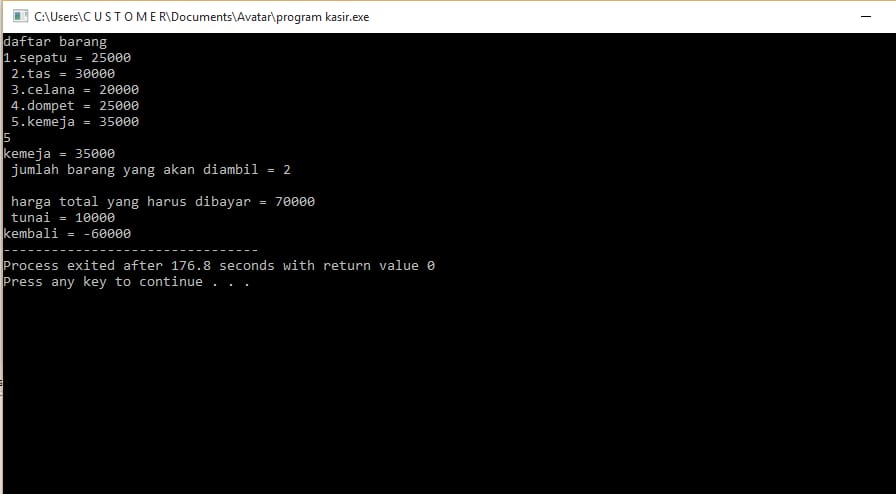 C:\Users\C U S T O M E R\Documents\Avatar\program kasir.exe
daftar barang
1.sepatu = 25000
2.tas = 30000
3.celana = 20000
4.dompet = 25000
5.kemeja = 35000
5
kemeja = 35000
jumlah barang yang akan diambil = 2
harga total yang harus dibayar = 70000
tunai = 10000
kembali = -60000
--------------------------------
Process exited after 176.8 seconds with return value 0
Press any key to continue . . .